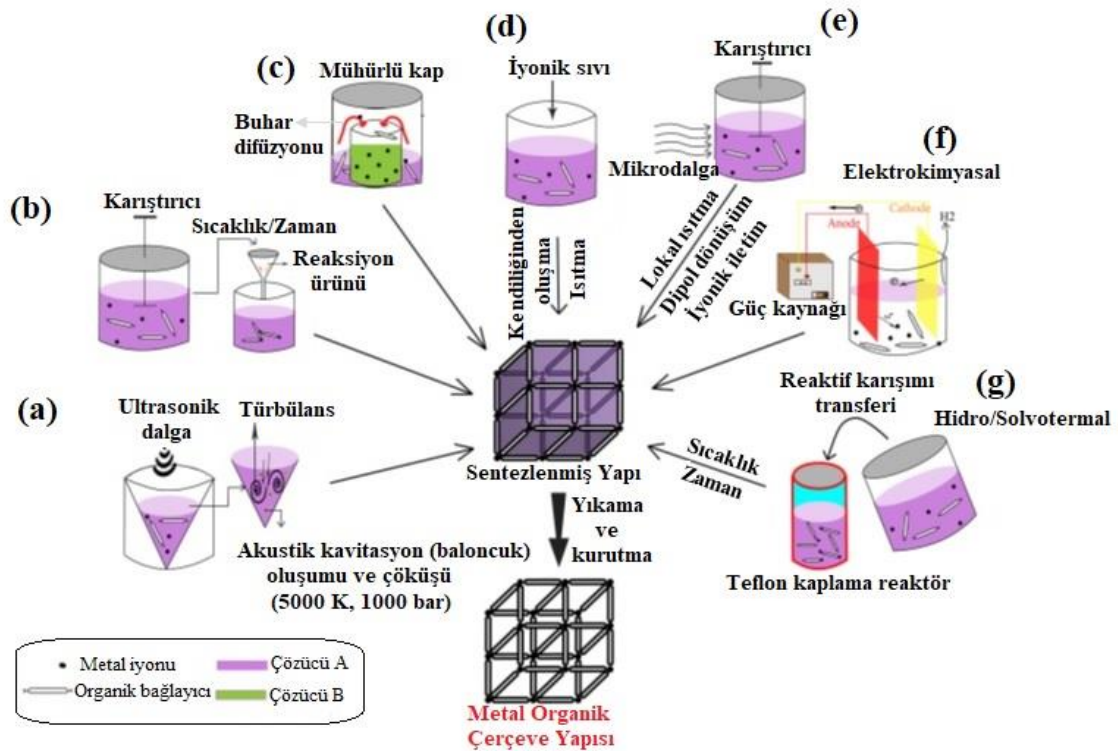 (a)
Ultrasonik
dalga
Türbülans
Akustik kavitasyon (baloncuk)
oluşumu ve çöküşü
(5000 K, 1000 bar)
(b)
Karıştırıcı
Sıcaklık/Zaman
Reaksiyon
ürünü
(c)
Mühürlü kap
Buhar
difüzyonu
(d)
İyonik sıvı
Kendiliğinden
oluşma
Isıtma
(e)
Karıştırıcı
Mikrodalga
Lokal ısıtma
Dipol dönüşüm
İyonik iletim
(f)
Elektrokimyasal
Cathode
Anode
H2
Güç kaynağı
(g)
Reaktif karışımı
transferi
Hidro/Solvotermal
Sıcaklık
Zaman
Teflon kaplama reaktör
Sentezlenmiş Yapı
Yıkama
ve
kurutma
Metal Organik
Çerçeve Yapısı
Metal iyonu
Organik bağlayıcı
Çözücü A
Çözücü B